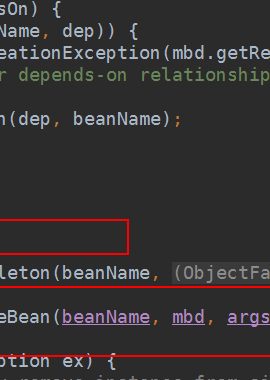 sOn) {
Name, dep)) {
eationException(mbd.getRe
r depends-on relationship
n(dep, beanName);
leton(beanName, (ObjectFa
eBean(beanName, mbd, args
ption ex) {